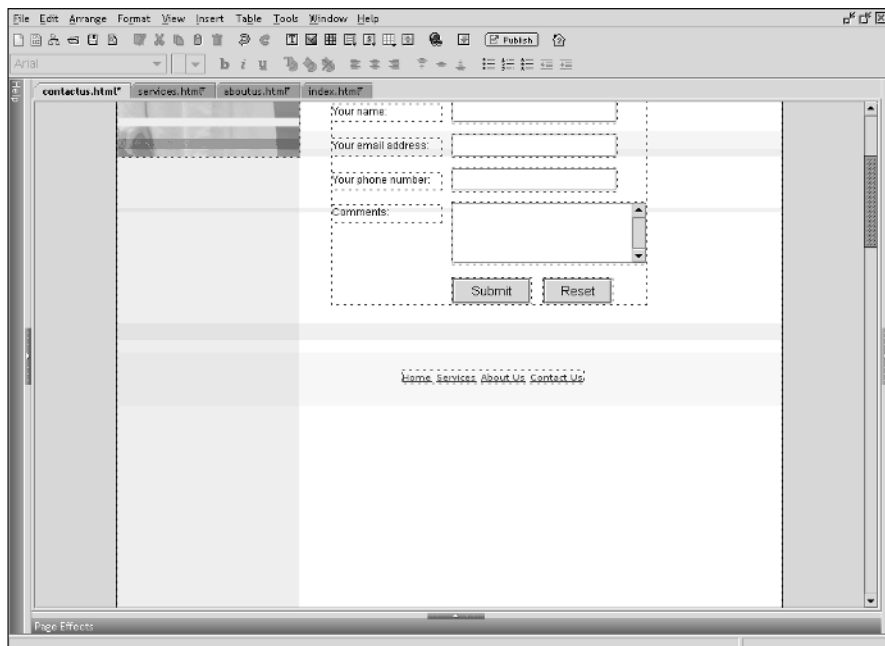 File Edit Arrange Format View Insert Table Tools Window Help
Publish
Arial
b i u
Help
contactus.html* services.html* aboutus.html* index.html*
Your name:
Your email address:
Your phone number:
Comments:
Submit Reset
Home Services About Us Contact Us
Page Effects